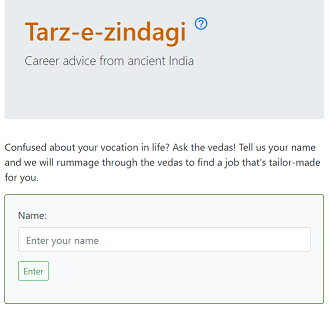 Tarz-e-zindagi ?
Career advice from ancient India
Confused about your vocation in life? Ask the vedas! Tell us your name
and we will rummage through the vedas to find a job that's tailor-made
for you.
Name:
Enter your name
Enter